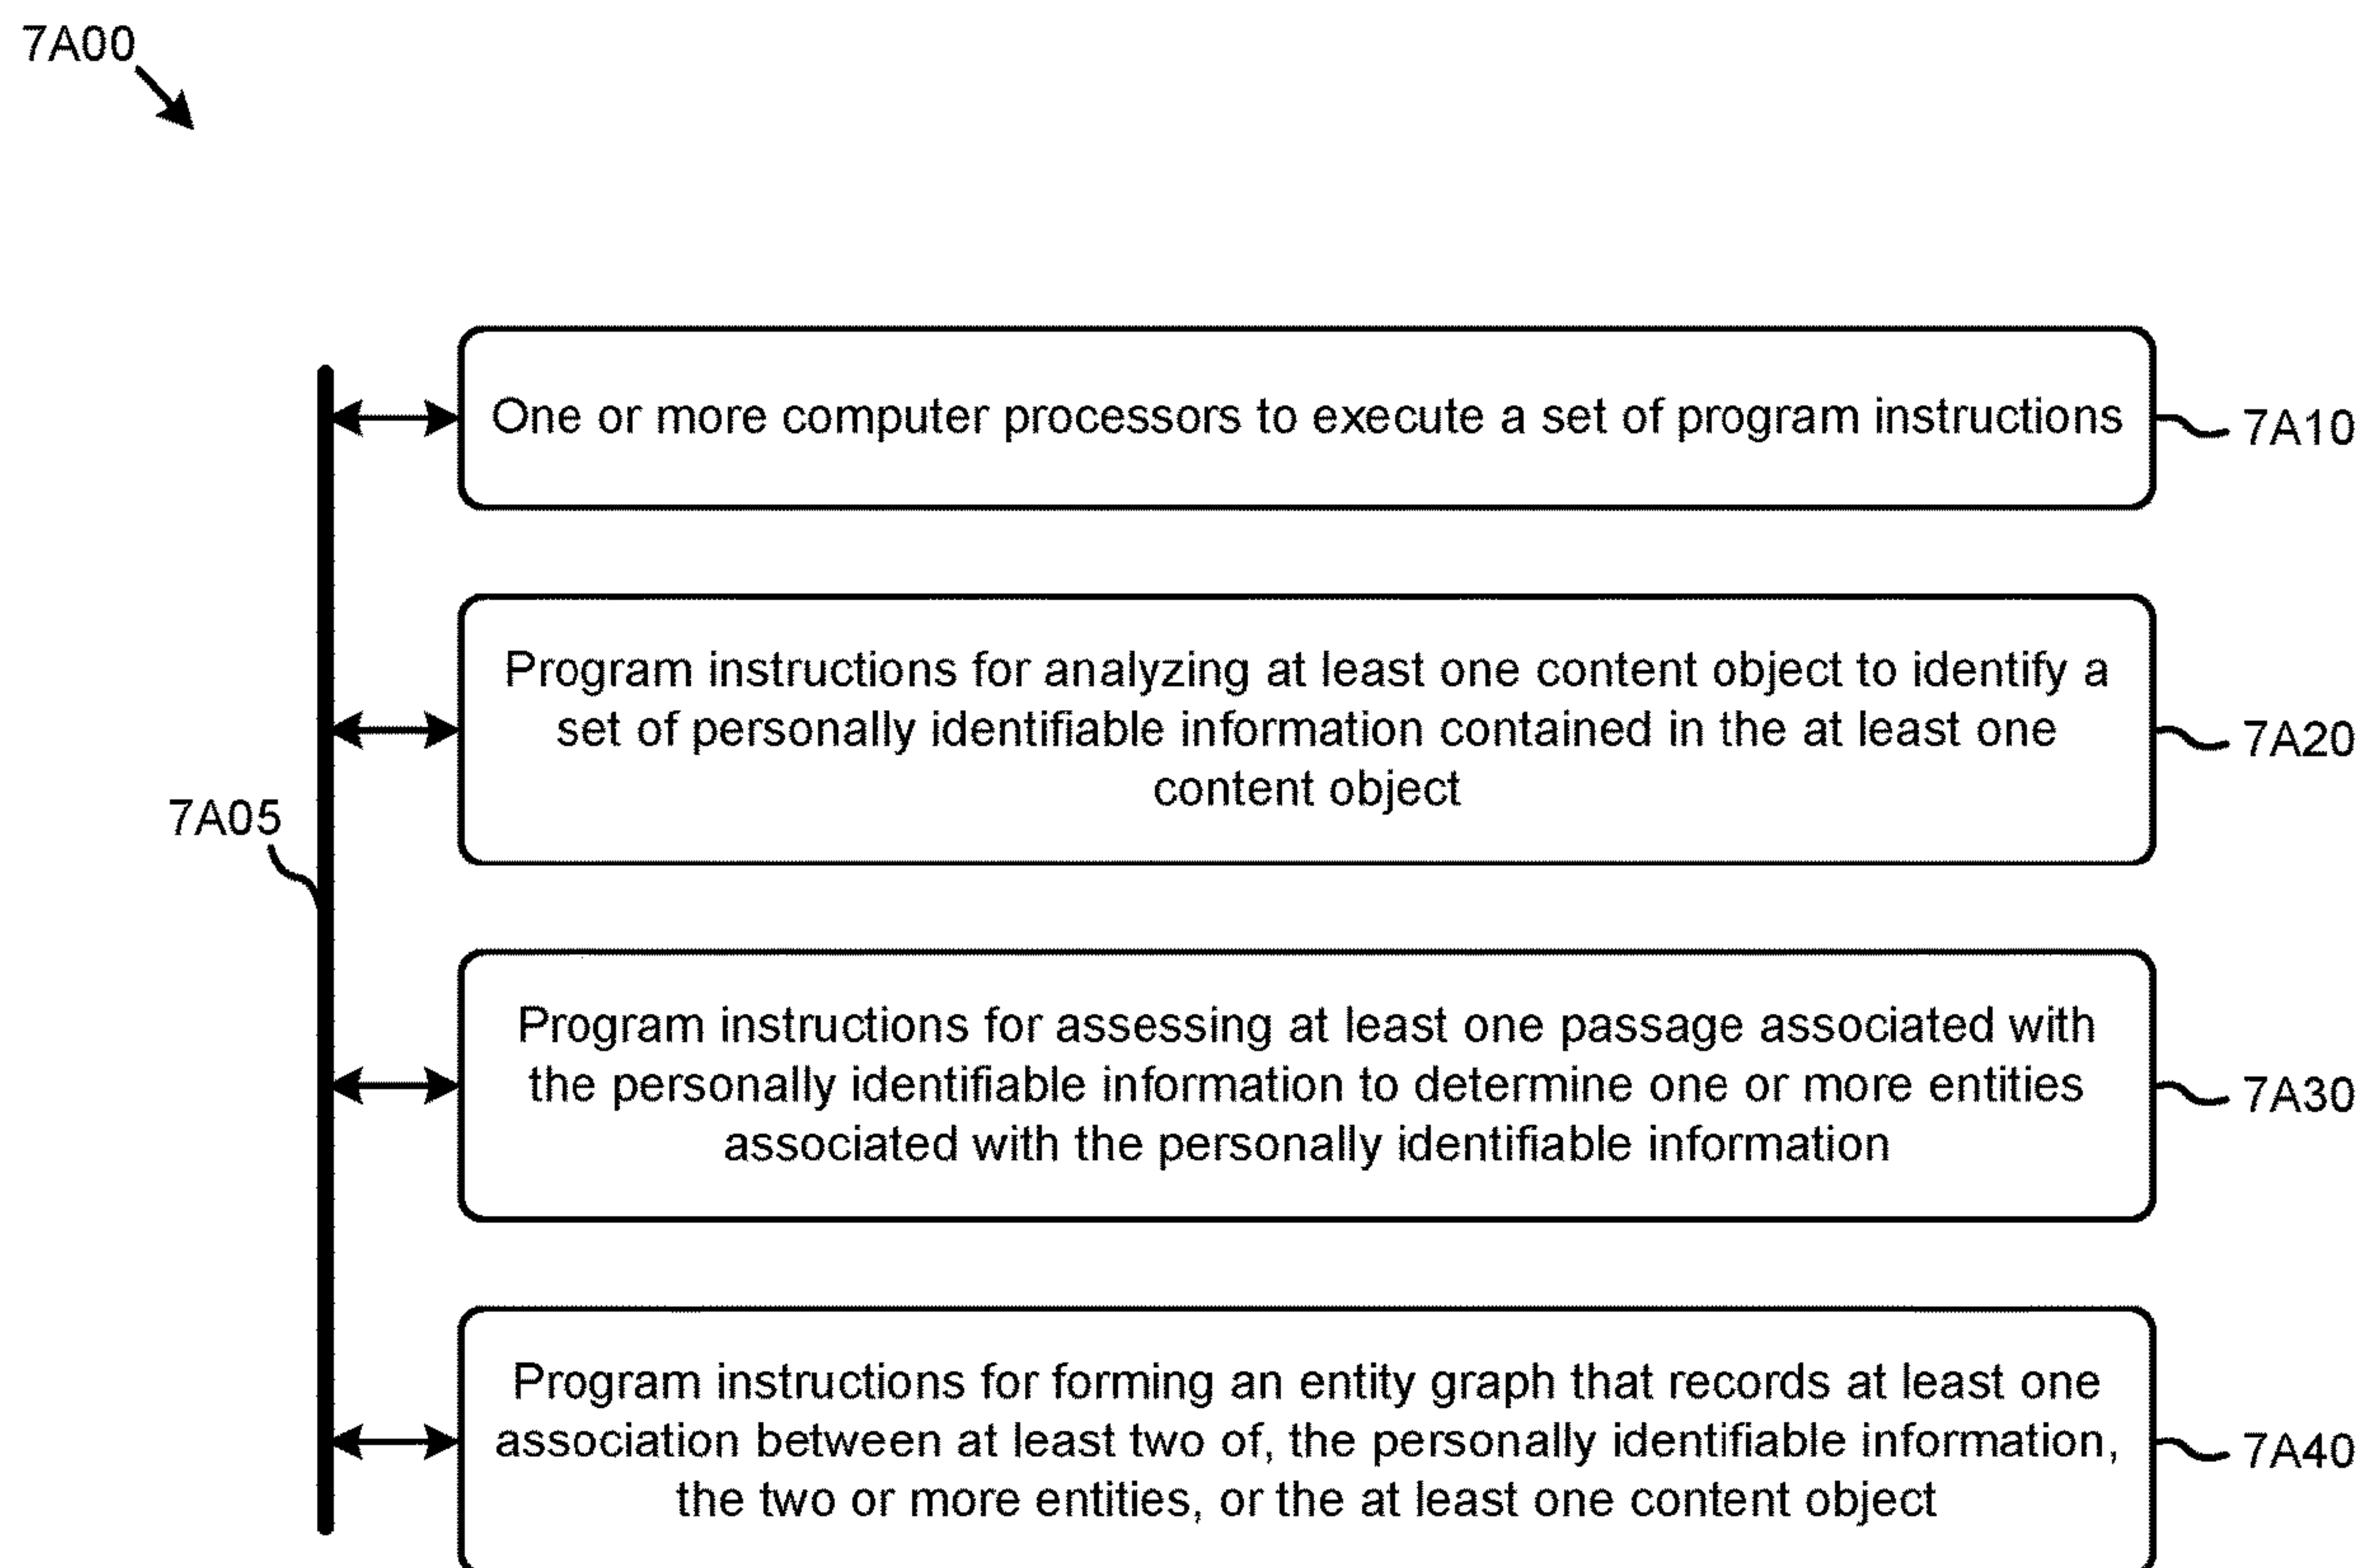 7A00
One or more computer processors to execute a set of program instructions
7A10
Program instructions for analyzing at least one content object to identify a
set of personally identifiable information contained in the at least one
content object
7A20
7A05
Program instructions for assessing at least one passage associated with
the personally identifiable information to determine one or more entities
associated with the personally identifiable information
7A30
Program instructions for forming an entity graph that records at least one
association between at least two of, the personally identifiable information,
the two or more entities, or the at least one content object
7A40